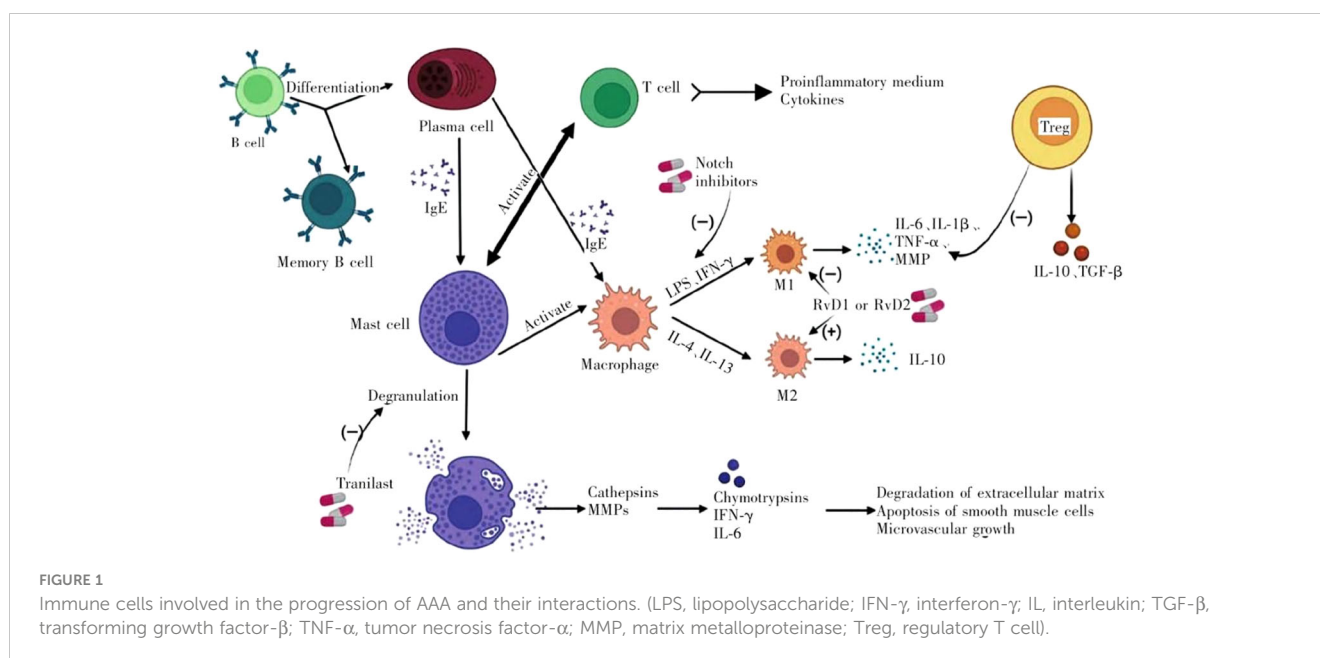 Differentiation
B cell
Plasma cell
Memory B cell
IgE
Activate
IgE
T cell
Proinflammatory medium
Cytokines
Treg
Notch
inhibitors
(−)
LPS、IFN-γ
M1
IL-6、IL-1β、
TNF-α、
MMP
(−)
IL-10、TGF-β
(−)
RvD1 or RvD2
(+)
Mast cell
Activate
Macrophage
IL-4、IL-13
M2
IL-10
Degranulation
(−)
Tranilast
Cathepsins
MMPs
Chymotrypsins
IFN-γ
IL-6
Degradation of extracellular matrix
Apoptosis of smooth muscle cells
Microvascular growth
FIGURE 1
Immune cells involved in the progression of AAA and their interactions. (LPS, lipopolysaccharide; IFN-γ, interferon-γ; IL, interleukin; TGF-β,
transforming growth factor-β; TNF-α, tumor necrosis factor-α; MMP, matrix metalloproteinase; Treg, regulatory T cell).